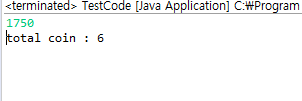 <terminated> TestCode [Java Application] C:₩Program
1750
total coin : 6